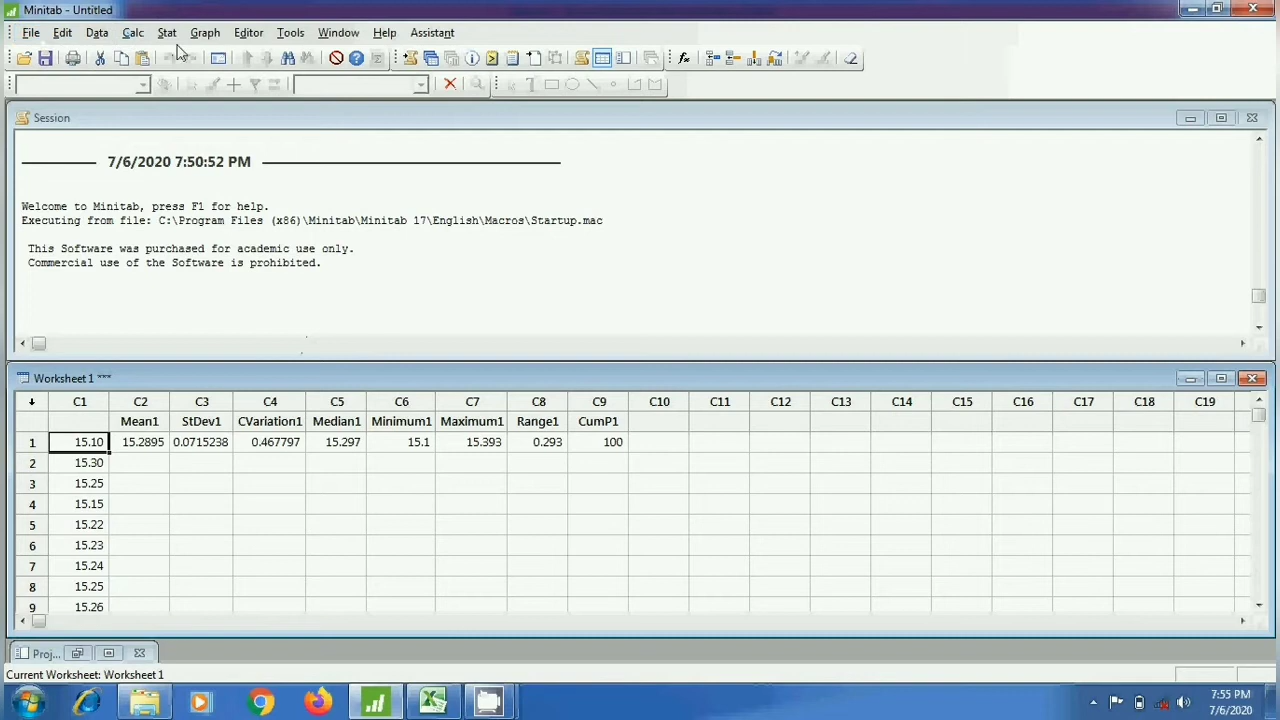 Minitab - Untitled
File Edit Data Calc Stat Graph Editor Tools Window Help Assistant
Session
7/6/2020 7:50:52 PM
Welcome to Minitab, press F1 for help.
Executing from file: C:\Program Files (x86)\Minitab\Minitab 17\English\Macros\Startup.mac
This Software was purchased for academic use only.
Commercial use of the Software is prohibited.
Worksheet 1 ***
C1 C2 C3 C4 C5 C6 C7 C8 C9 C10 C11 C12 C13 C14 C15 C16 C17 C18 C19
Mean1 StDev1 CVariation1 Median1 Minimum1 Maximum1 Range1 CumP1
1 15.10 15.2895 0.0715238 0.467797 15.297 15.1 15.393 0.293 100
2 15.30
3 15.25
4 15.15
5 15.22
6 15.23
7 15.24
8 15.25
9 15.26
Proj...
Current Worksheet: Worksheet 1
7:55 PM
7/6/2020